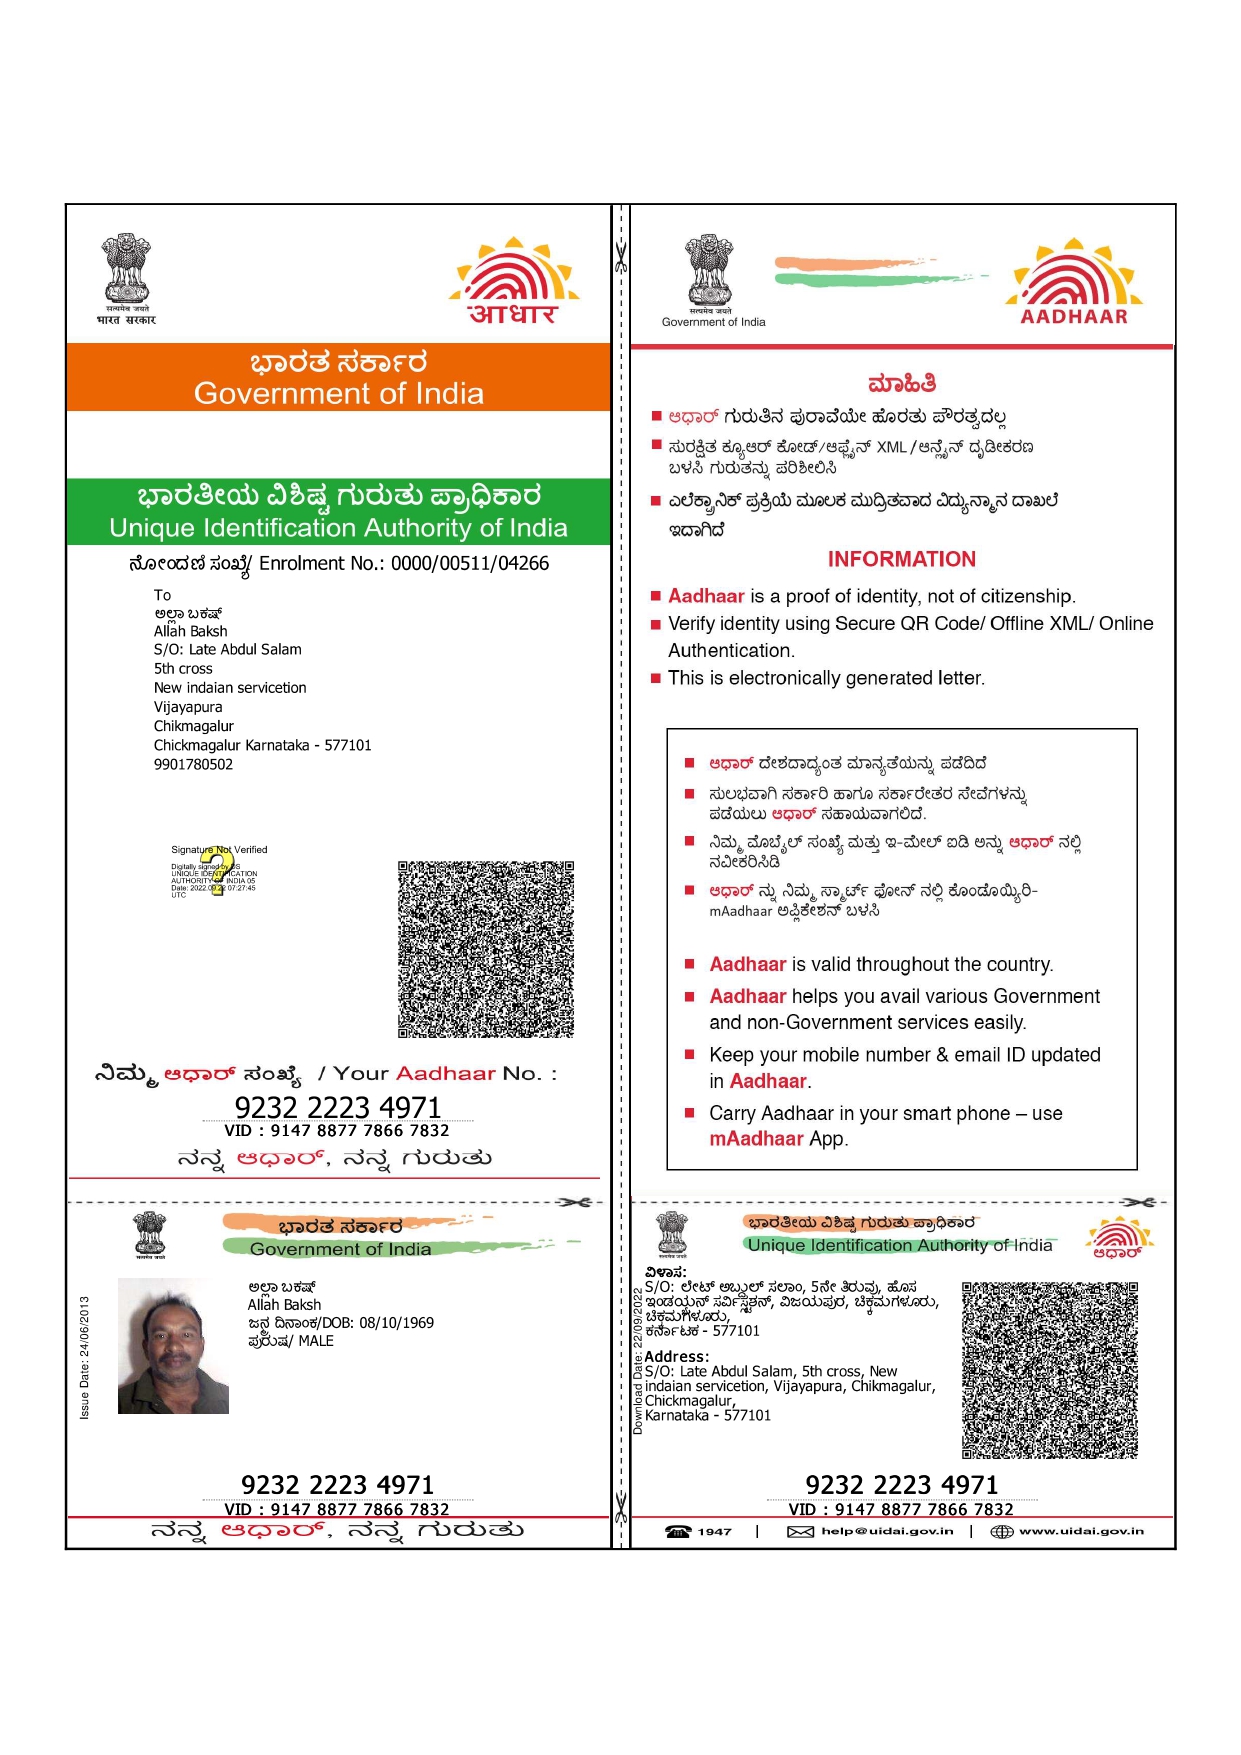 सत्यमेव जयते
भारत सरकार
आधार
ಭಾರತ ಸರ್ಕಾರ
Government of India
ಭಾರತೀಯ ವಿಶಿಷ್ಟ ಗುರುತು ಪ್ರಾಧಿಕಾರ
Unique Identification Authority of India
ನೋಂದಣಿ ಸಂಖ್ಯೆ/ Enrolment No.: 0000/00511/04266
To
ಅಲ್ಲಾ ಬಕಷ್
Allah Baksh
S/O: Late Abdul Salam
5th cross
New indaian servicetion
Vijayapura
Chikmagalur
Chickmagalur Karnataka - 577101
9901780502
Signature Not Verified
Digitally signed by DS
UNIQUE IDENTIFICATION
AUTHORITY OF INDIA 05
Date: 2022.09.22 07:27:45
UTC
ನಿಮ್ಮ ಆಧಾರ್ ಸಂಖ್ಯೆ / Your Aadhaar No. :
9232 2223 4971
VID : 9147 8877 7866 7832
ನನ್ನ ಆಧಾರ್, ನನ್ನ ಗುರುತು
सत्यमेव जयते
Government of India
AADHAAR
ಮಾಹಿತಿ
ಆಧಾರ್ ಗುರುತಿನ ಪುರಾವೆಯೇ ಹೊರತು ಪೌರತ್ವದಲ್ಲ
ಸುರಕ್ಷಿತ ಕ್ಯೂಆರ್ ಕೋಡ್/ಆಫ್ಲೈನ್ XML /ಆನ್ಲೈನ್ ದೃಡೀಕರಣ
ಬಳಸಿ ಗುರುತನ್ನು ಪರಿಶೀಲಿಸಿ
ಎಲೆಕ್ಟ್ರಾನಿಕ್ ಪ್ರಕ್ರಿಯೆ ಮೂಲಕ ಮುದ್ರಿತವಾದ ವಿದ್ಯುನ್ಮಾನ ದಾಖಲೆ
ಇದಾಗಿದೆ
INFORMATION
Aadhaar is a proof of identity, not of citizenship.
Verify identity using Secure QR Code/ Offline XML/ Online
Authentication.
This is electronically generated letter.
ಆಧಾರ್ ದೇಶದಾದ್ಯಂತ ಮಾನ್ಯತೆಯನ್ನು ಪಡೆದಿದೆ
ಸುಲಭವಾಗಿ ಸರ್ಕಾರಿ ಹಾಗೂ ಸರ್ಕಾರೇತರ ಸೇವೆಗಳನ್ನು
ಪಡೆಯಲು ಆಧಾರ್ ಸಹಾಯವಾಗಲಿದೆ.
ನಿಮ್ಮ ಮೊಬೈಲ್ ಸಂಖ್ಯೆ ಮತ್ತು ಇ-ಮೇಲ್ ಐಡಿ ಅನ್ನು ಆಧಾರ್ ನಲ್ಲಿ
ನವೀಕರಿಸಿಡಿ
ಆಧಾರ್ ನ್ನು ನಿಮ್ಮ ಸ್ಮಾರ್ಟ್ ಫೋನ್ ನಲ್ಲಿ ಕೊಂಡೊಯ್ಯಿರಿ-
mAadhaar ಅಪ್ಲಿಕೇಶನ್ ಬಳಸಿ
Aadhaar is valid throughout the country.
Aadhaar helps you avail various Government
and non-Government services easily.
Keep your mobile number & email ID updated
in Aadhaar.
Carry Aadhaar in your smart phone – use
mAadhaar App.
सत्यमेव जयते
ಭಾರತ ಸರ್ಕಾರ
Government of India
Issue Date: 24/06/2013
ಅಲ್ಲಾ ಬಕಷ್
Allah Baksh
ಜನ್ಮ ದಿನಾಂಕ/DOB: 08/10/1969
ಪುರುಷ/ MALE
9232 2223 4971
VID : 9147 8877 7866 7832
ನನ್ನ ಆಧಾರ್, ನನ್ನ ಗುರುತು
सत्यमेव जयते
ಭಾರತೀಯ ವಿಶಿಷ್ಟ ಗುರುತು ಪ್ರಾಧಿಕಾರ
Unique Identification Authority of India
ಆಧಾರ್
Download Date: 22/09/2022
ವಿಳಾಸ:
S/O: ಲೇಟ್ ಅಬ್ದುಲ್ ಸಲಾಂ, 5ನೇ ತಿರುವು, ಹೊಸ
ಇಂಡಯ್ಯನ್ ಸರ್ವಿಸ್ಟೆಶನ್, ವಿಜಯಪುರ, ಚಿಕ್ಕಮಗಳೂರು,
ಚಿಕ್ಕಮಗಳೂರು,
ಕರ್ನಾಟಕ - 577101
Address:
S/O: Late Abdul Salam, 5th cross, New
indaian servicetion, Vijayapura, Chikmagalur,
Chickmagalur,
Karnataka - 577101
9232 2223 4971
VID : 9147 8877 7866 7832
1947 | help@uidai.gov.in | www.uidai.gov.in